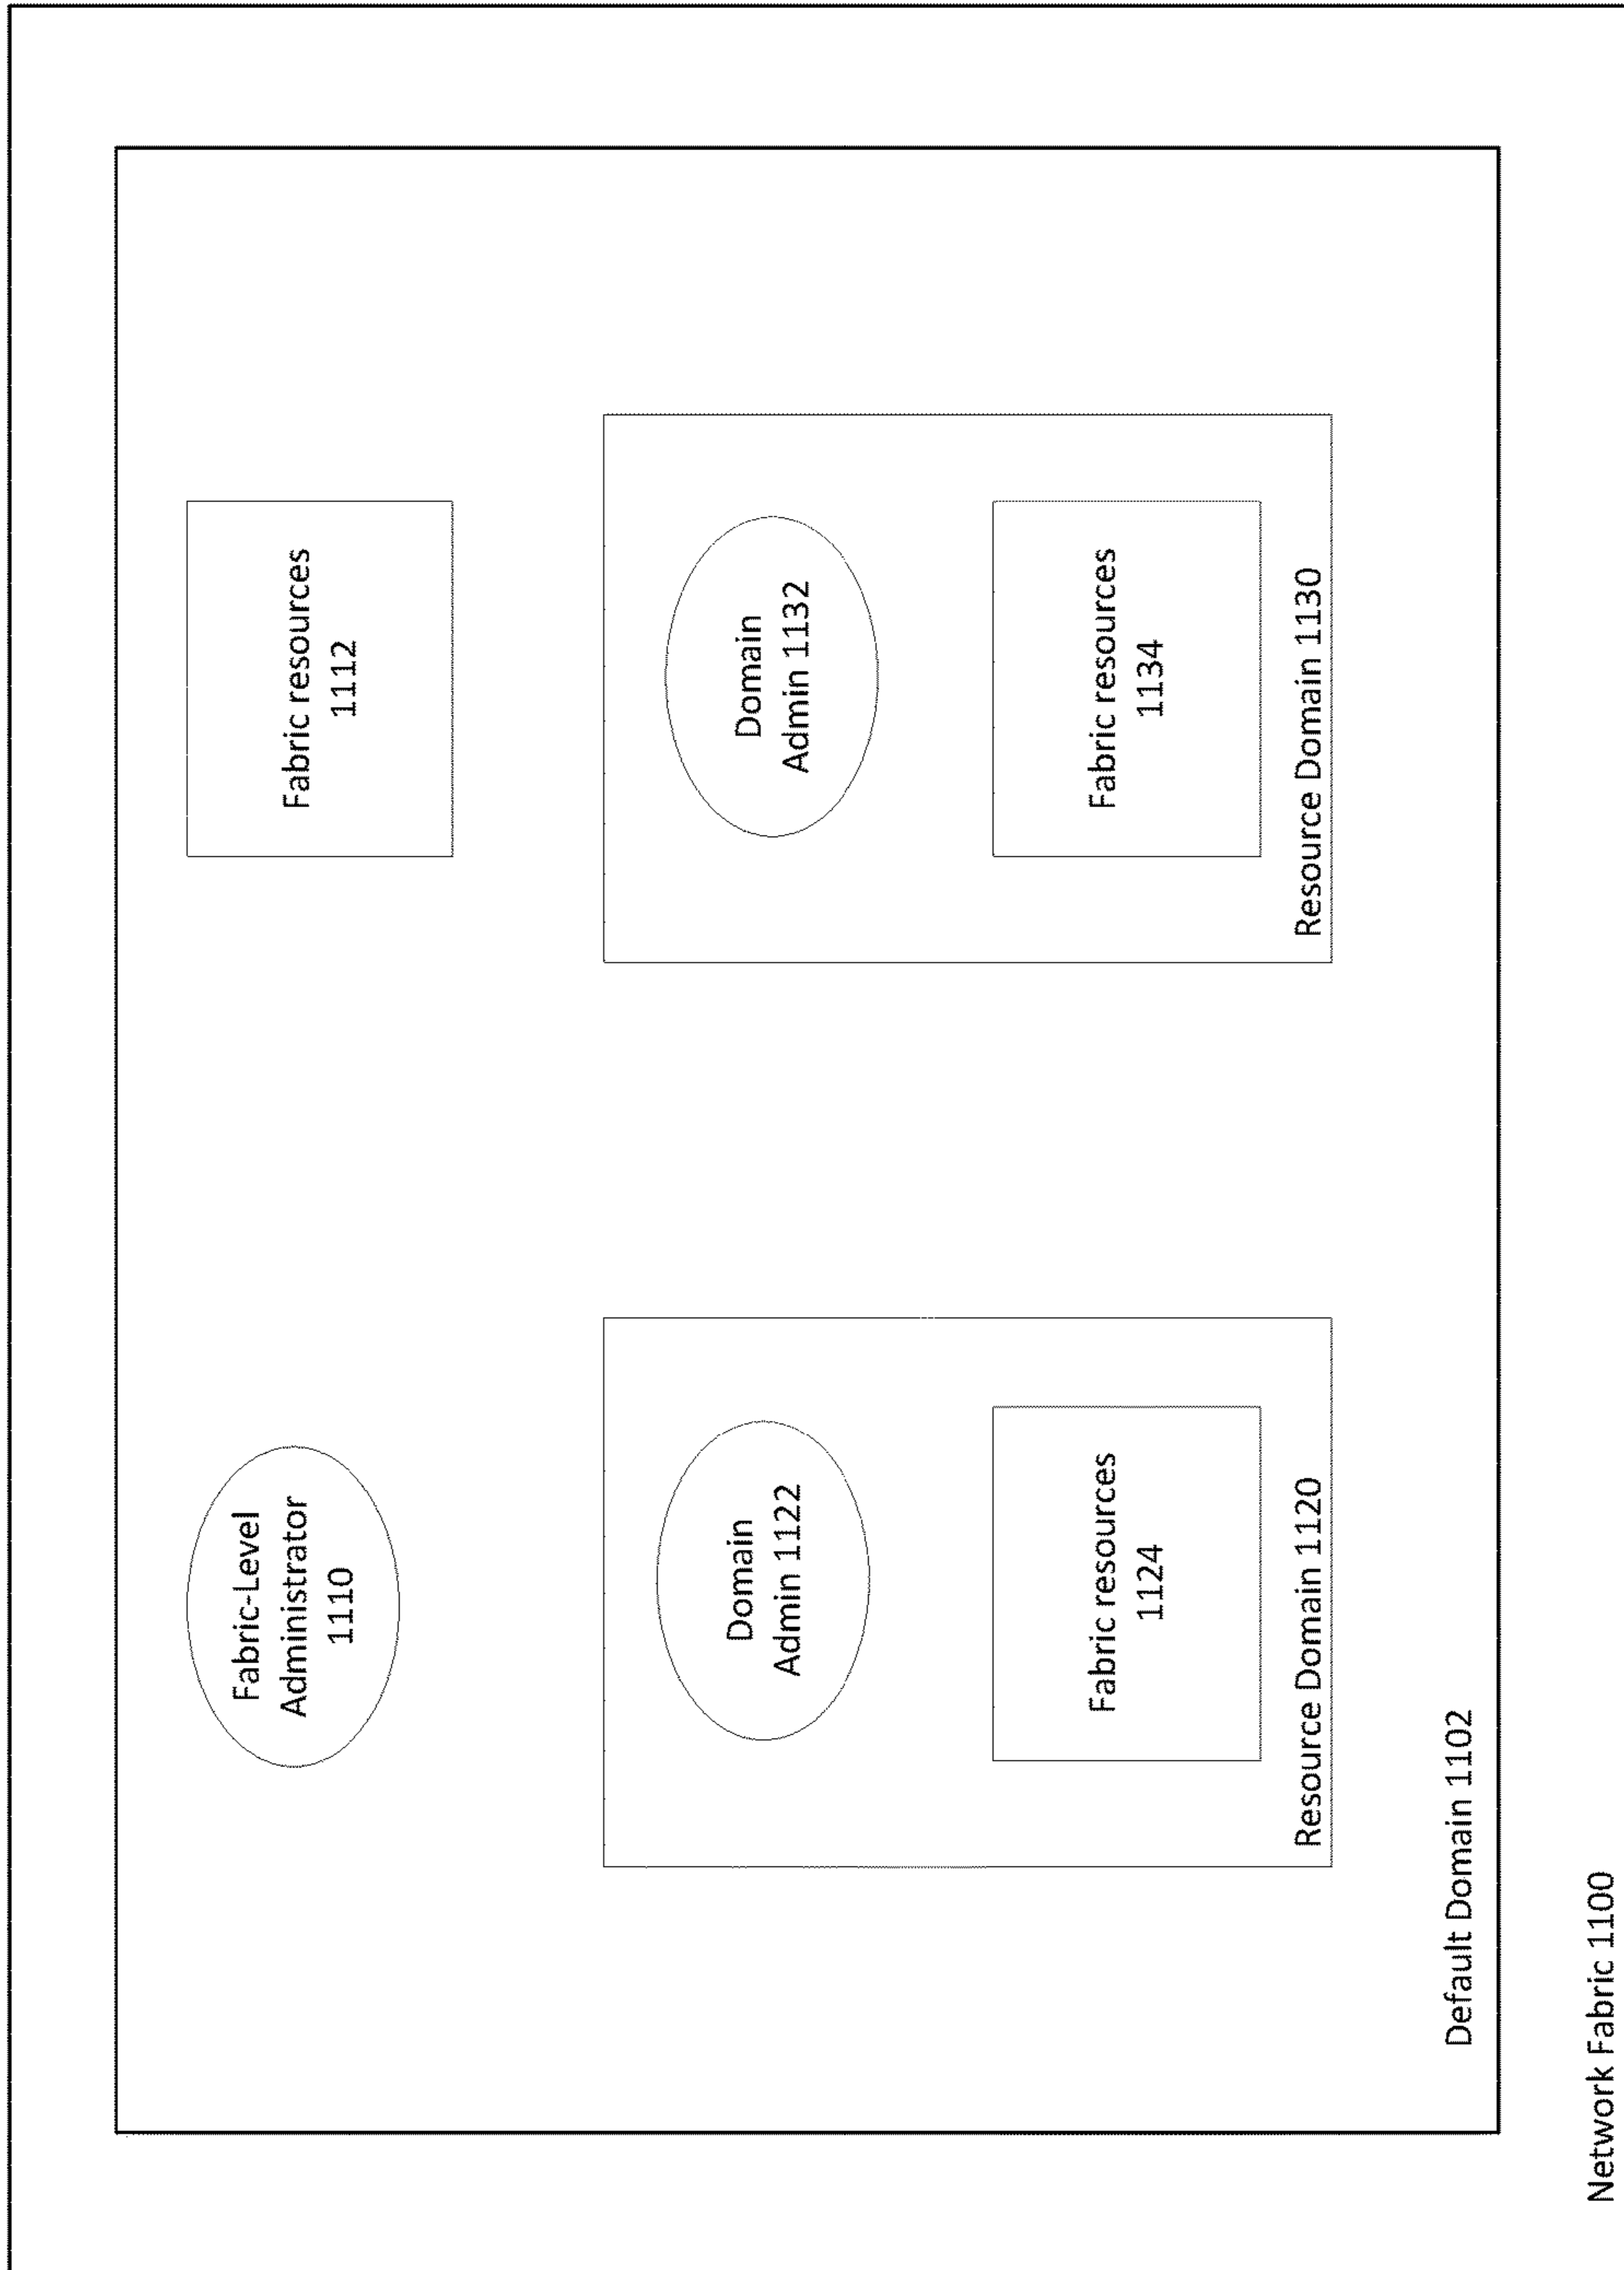 Fabric-Level
Administrator
1110
Fabric resources
1112
Domain
Admin 1122
Fabric resources
1124
Resource Domain 1120
Domain
Admin 1132
Fabric resources
1134
Resource Domain 1130
Default Domain 1102
Network Fabric 1100